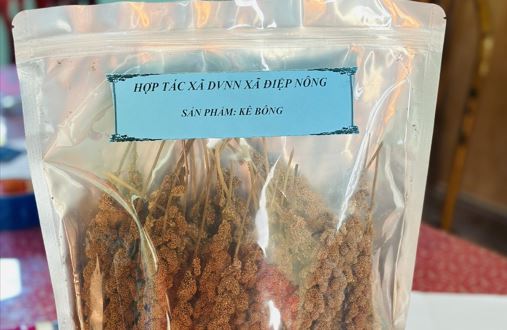 HỢP TÁC XÃ DVNN XÃ ĐIỆP NÔNG
SẢN PHẨM: KÊ BÔNG